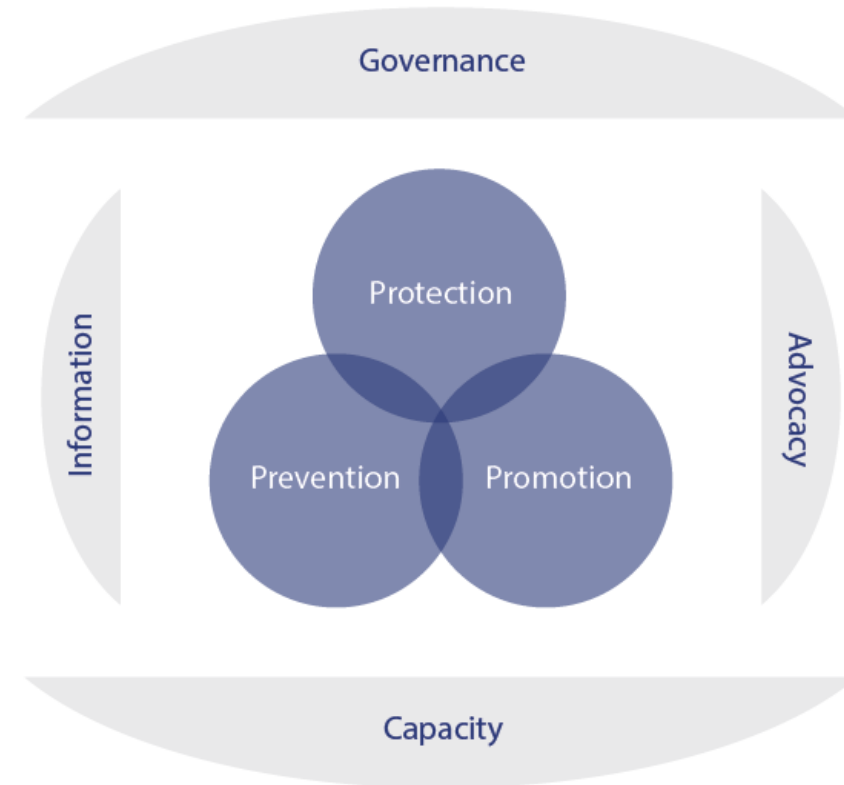 Governance
Protection
Information
Advocacy
Prevention
Promotion
Capacity